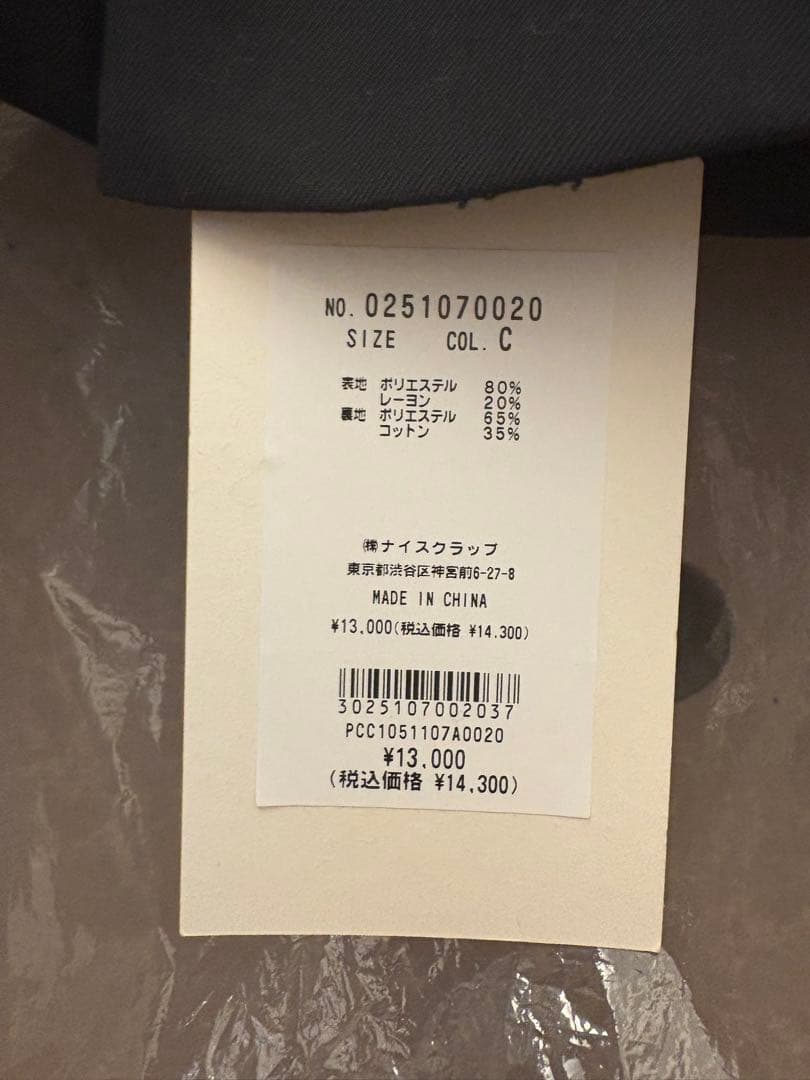 NO. 0251070020
SIZE COL. C
表地 ポリエステル 80%
レーヨン 20%
裏地 ポリエステル 65%
コットン 35%
㈱ナイスクラップ
東京都渋谷区神宮前6-27-8
MADE IN CHINA
¥13,000(税込価格 ¥14,300)
3025107002037
PCC1051107A0020
¥13,000
(税込価格 ¥14,300)